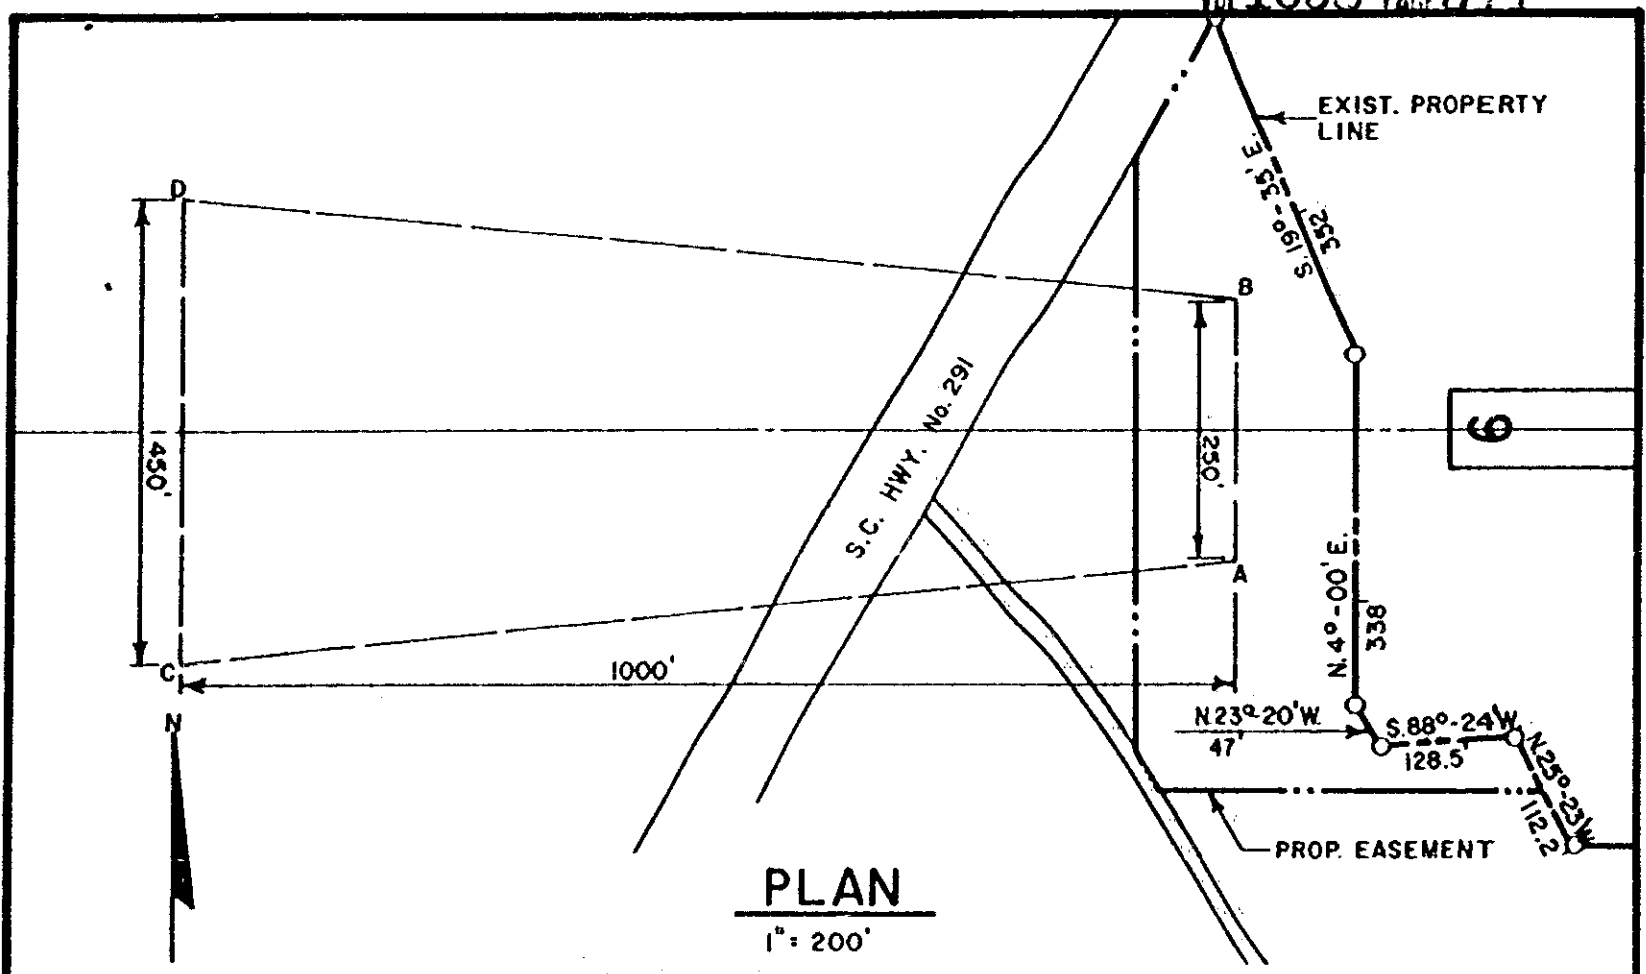 EXIST. PROPERTY
LINE
S. 19°-35' E.
352
D
B
S.C. HWY. No. 291
9
450'
250'
A
N. 4°-00' E.
338
C
1000'
N
N.23°-20'W.
47'
S.88°-24'W
128.5
N.25°-23'W
112.2
PROP. EASEMENT
PLAN
1"= 200'